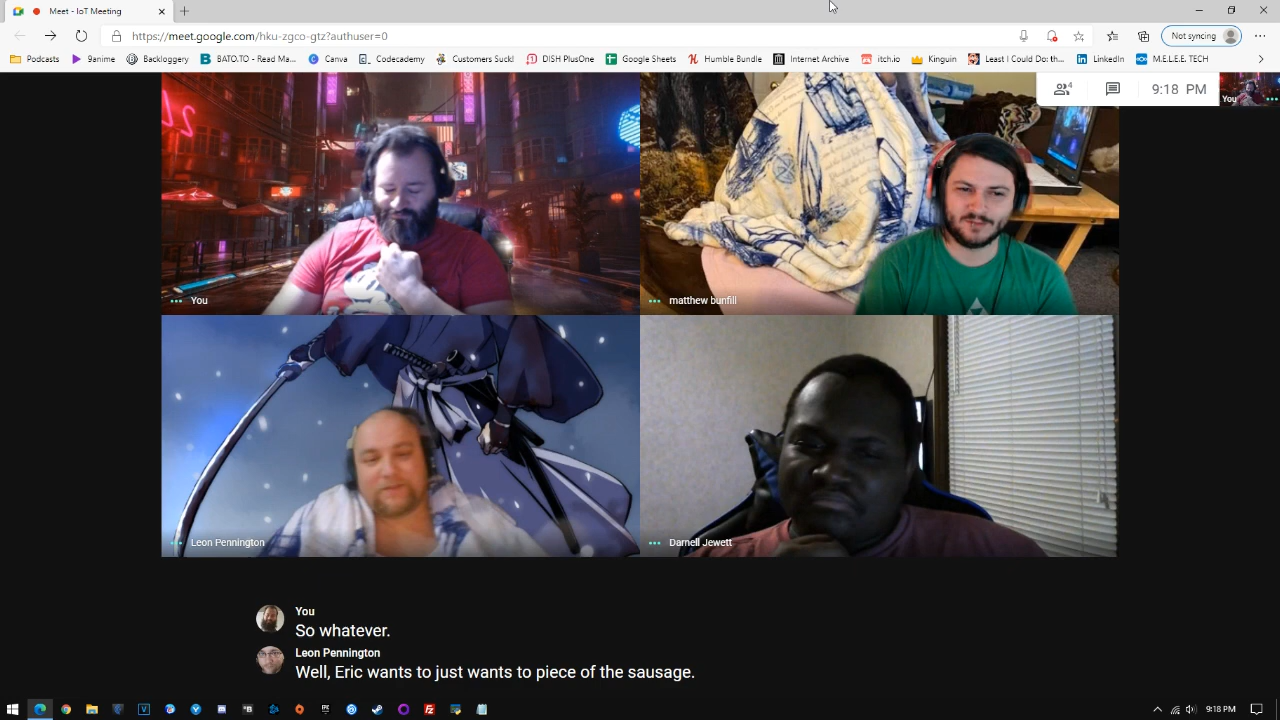 Meet - IoT Meeting
https://meet.google.com/hku-zgco-gtz?authuser=0
Not syncing
Podcasts
9anime
Backloggery
BATO.TO - Read Ma...
Canva
Codecademy
Customers Suck!
DISH PlusOne
Google Sheets
Humble Bundle
Internet Archive
itch.io
Kinguin
Least I Could Do: th...
LinkedIn
M.E.L.E.E. TECH
4
9:18 PM
You
You
matthew bunfill
Leon Pennington
Darnell Jewett
You
So whatever.
Leon Pennington
Well, Eric wants to just wants to piece of the sausage.
9:18 PM